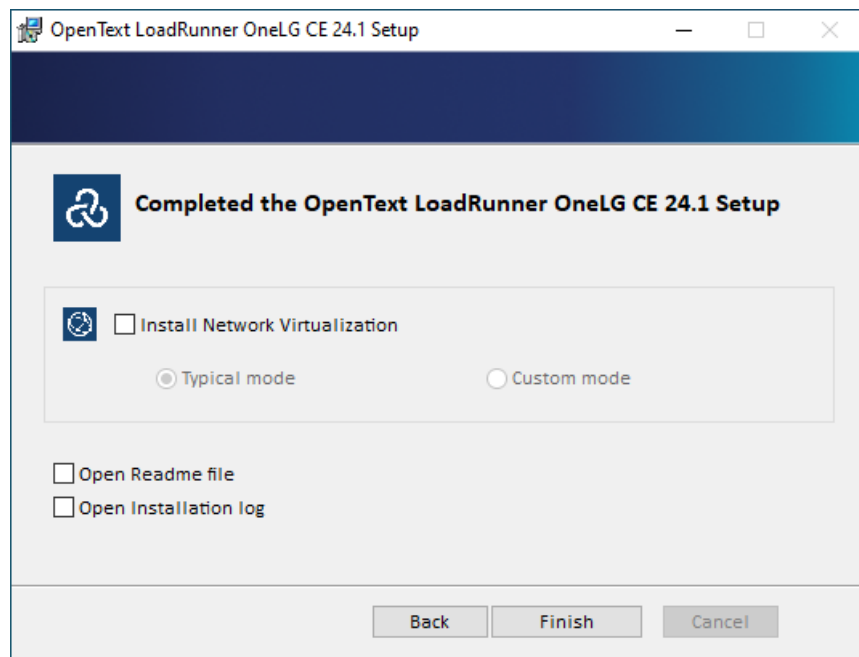 OpenText LoadRunner OneLG CE 24.1 Setup
Completed the OpenText LoadRunner OneLG CE 24.1 Setup
Install Network Virtualization
Typical mode
Custom mode
Open Readme file
Open Installation log
Back
Finish
Cancel